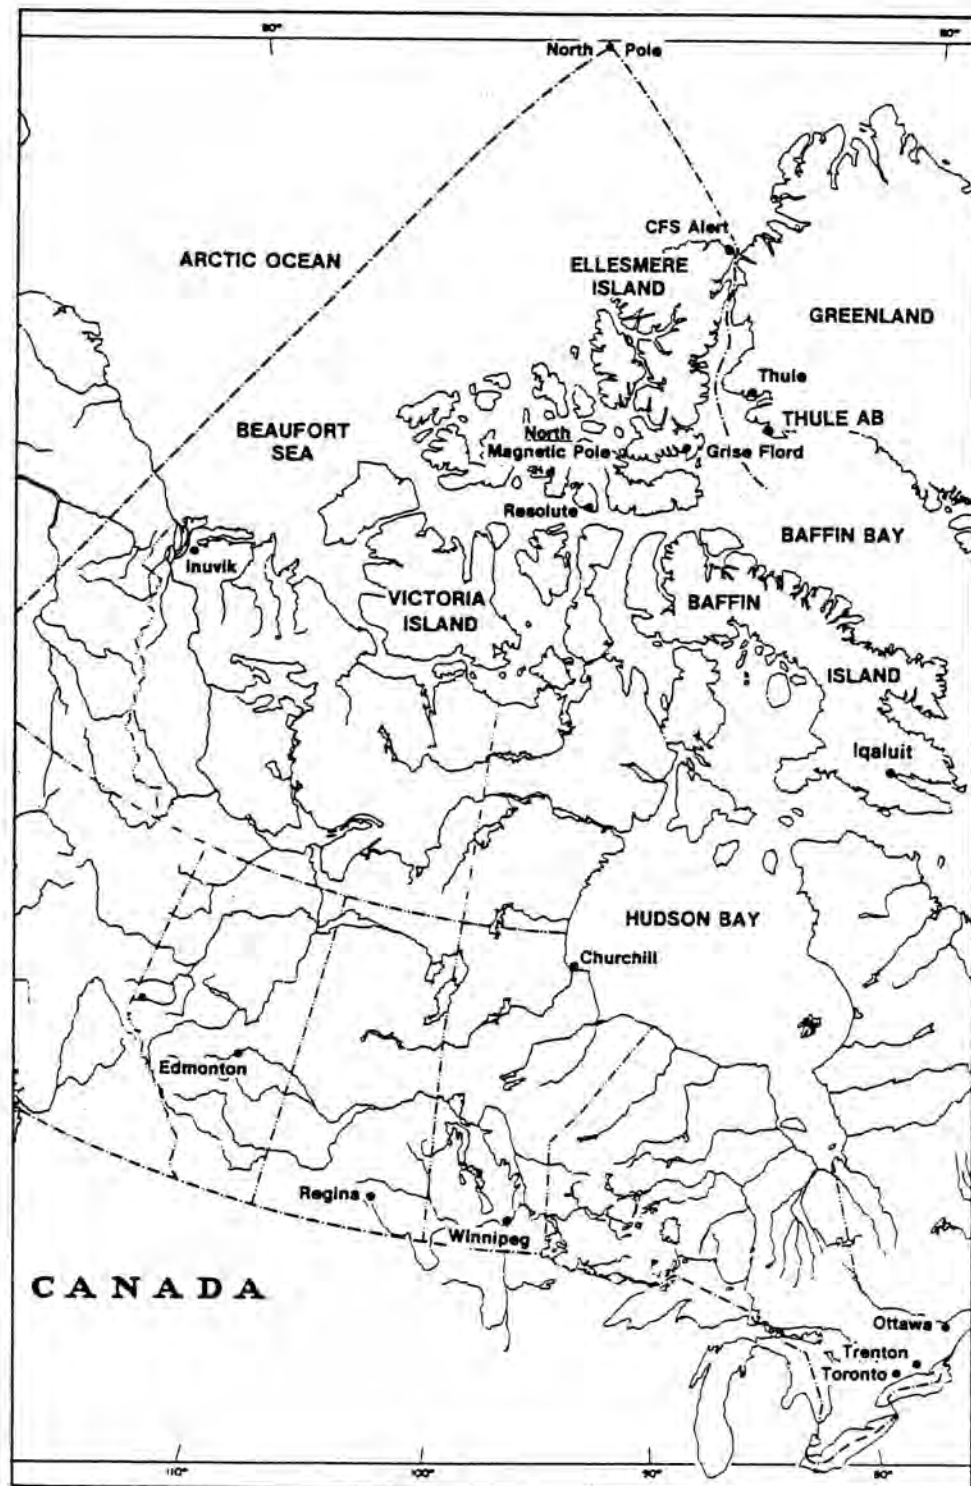 80°
80°
North Pole
CFS Alert
ARCTIC OCEAN
ELLESMERE
ISLAND
GREENLAND
Thule
THULE AB
BEAUFORT
SEA
North
Magnetic Pole
Grise Fiord
Resolute
BAFFIN BAY
Inuvik
VICTORIA
ISLAND
BAFFIN
ISLAND
Iqaluit
HUDSON BAY
Churchill
Edmonton
Regina
Winnipeg
CANADA
Ottawa
Trenton
Toronto
110°
100°
90°
80°